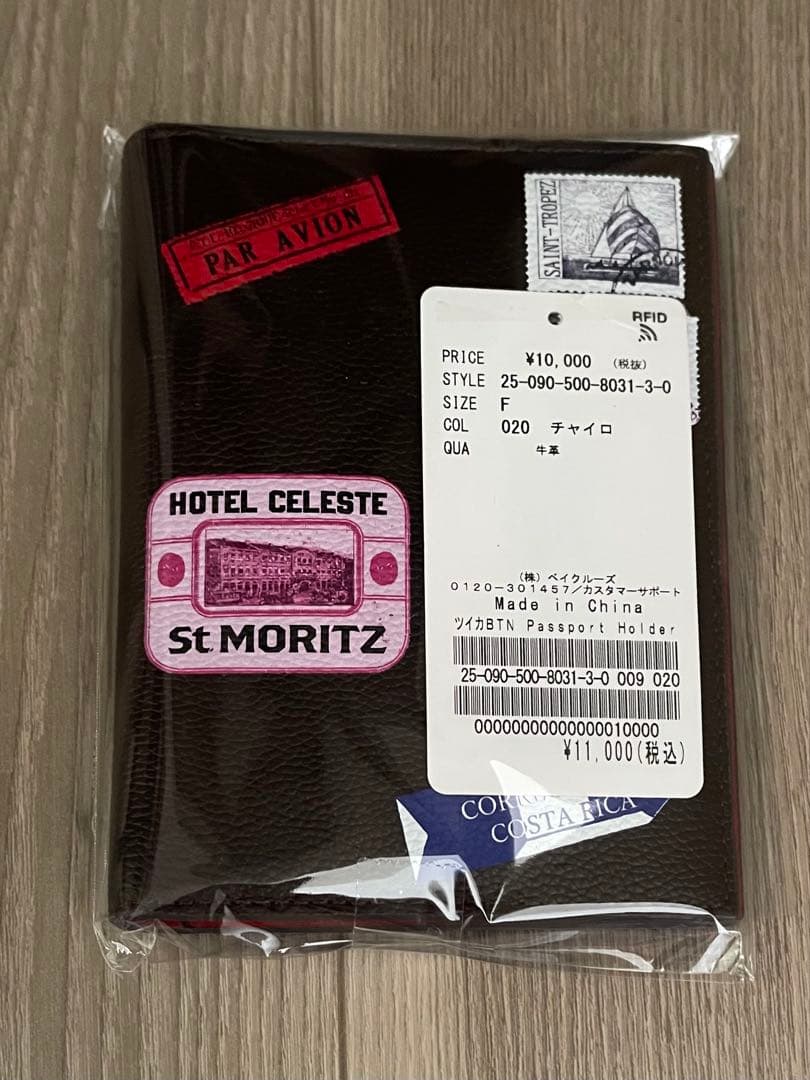 PAR AVION
SAINT-TROPEZ
RFID
PRICE ¥10,000 (税抜)
STYLE 25-090-500-8031-3-0
SIZE F
COL 020 チャイロ
QUA 牛革
HOTEL CELESTE
St. MORITZ
(株) ベイクルーズ
0120-301457/カスタマーサポート
Made in China
ツイカBTN Passport Holder
25-090-500-8031-3-0 009 020
00000000000000010000
¥11,000(税込)
COSTA RICA